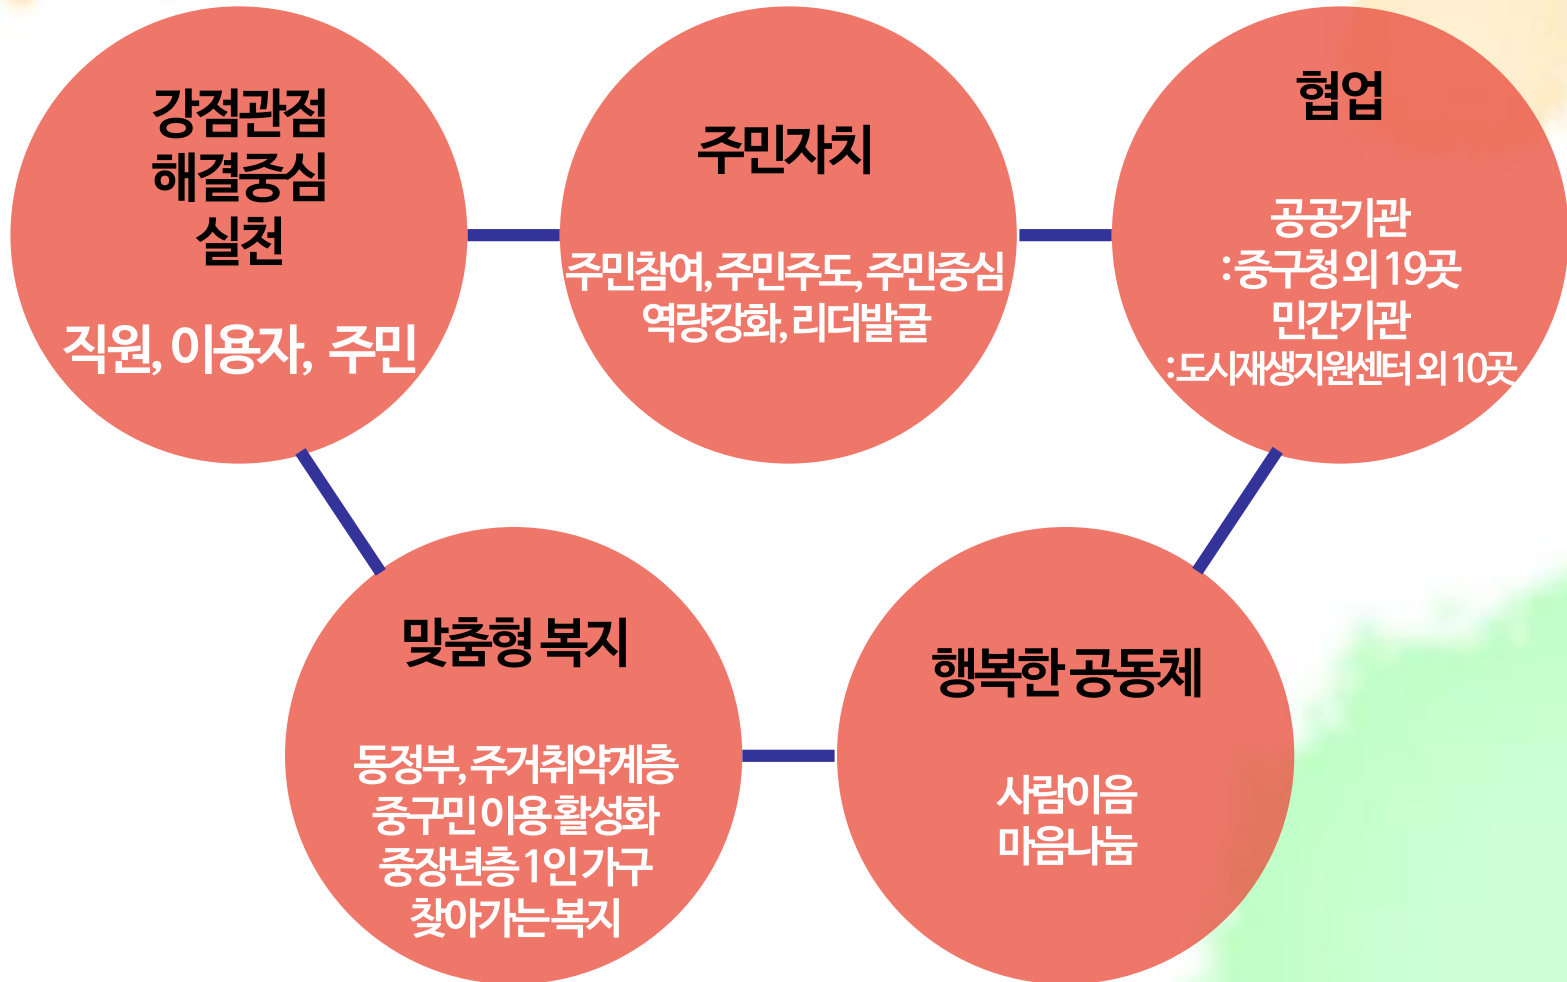 강점관점
해결중심
실천
직원, 이용자, 주민
주민자치
주민참여, 주민주도, 주민중심
역량강화, 리더발굴
협업
공공기관
: 중구청 외 19곳
민간기관
: 도시재생지원센터 외 10곳
맞춤형 복지
동정부, 주거취약계층
중구민 이용 활성화
중장년층 1인 가구
찾아가는 복지
행복한 공동체
사람이음
마음나눔